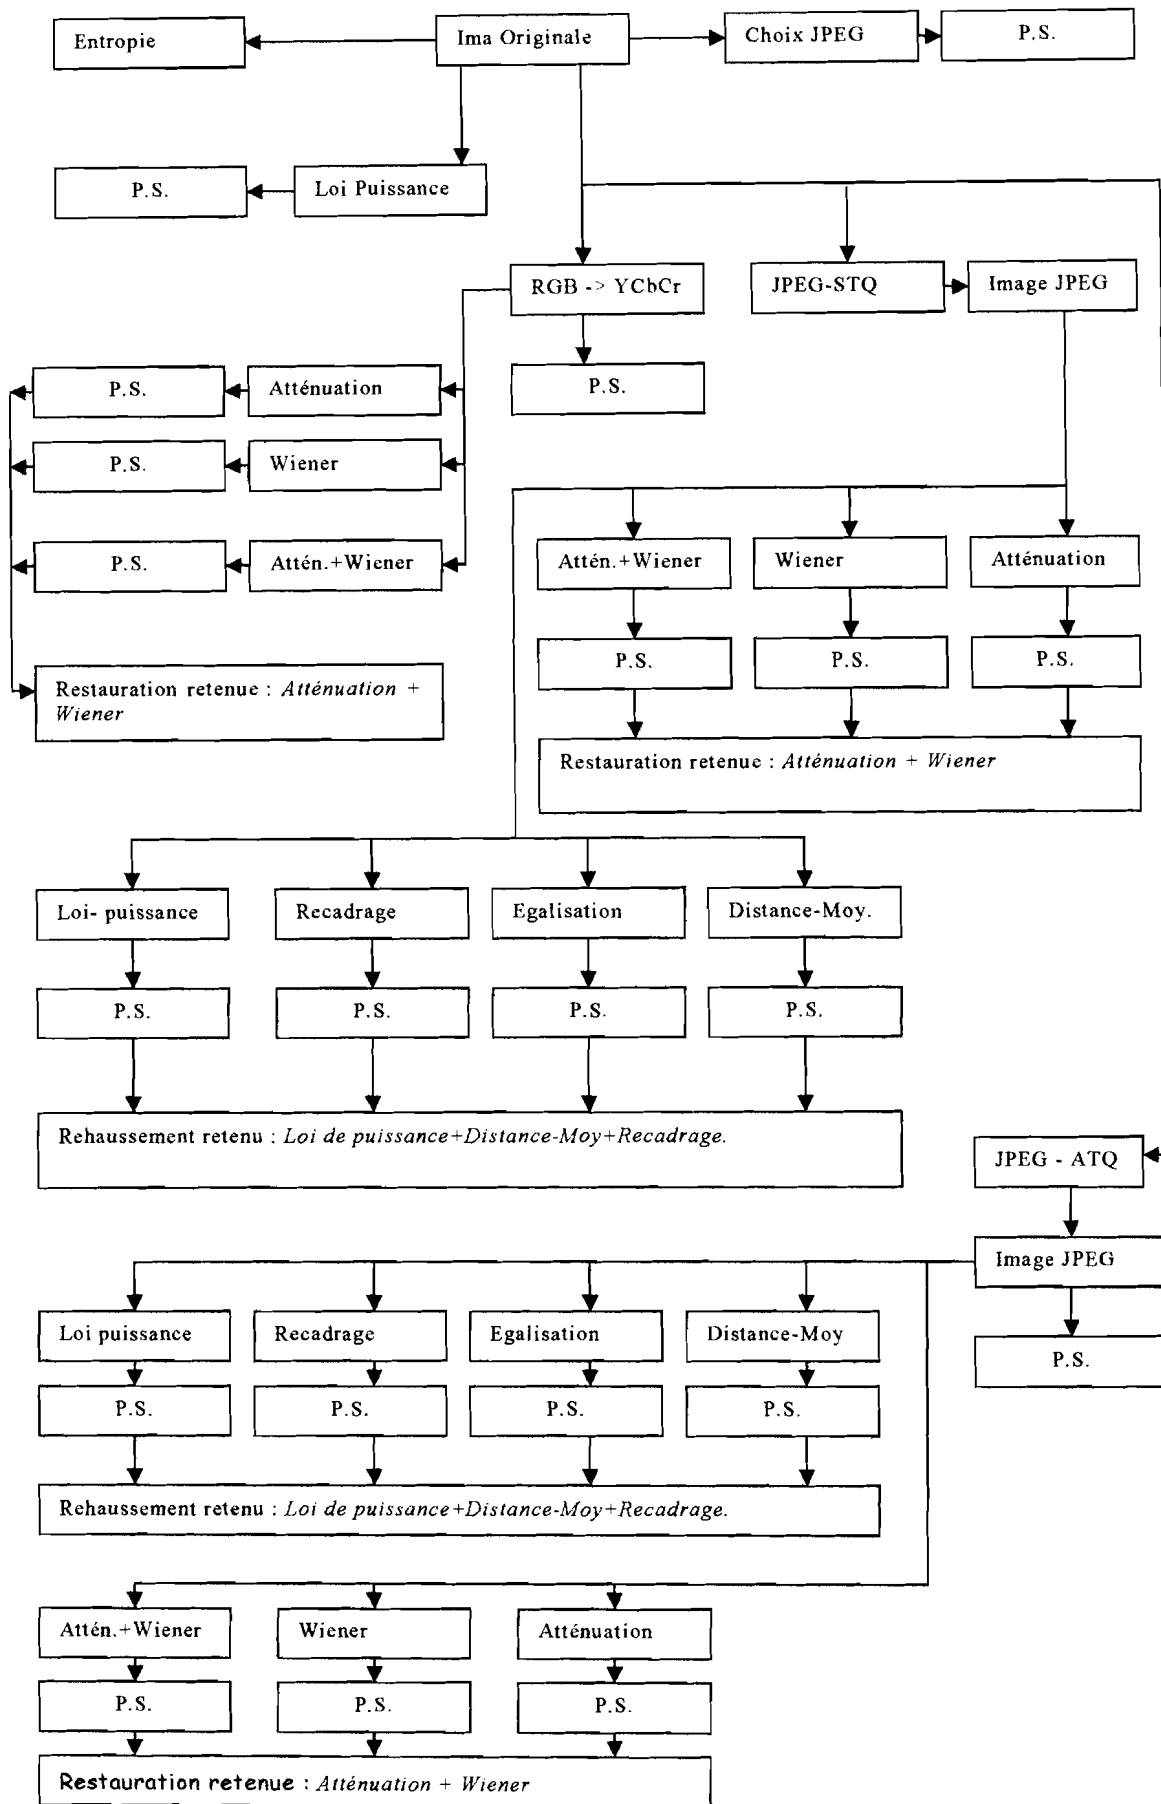 Entropie
Ima Originale
Choix JPEG
P.S.
P.S.
Loi Puissance
RGB -> YCbCr
JPEG-STQ
Image JPEG
P.S.
Atténuation
P.S.
P.S.
Wiener
P.S.
Attén.+Wiener
Attén.+Wiener
Wiener
Atténuation
P.S.
P.S.
P.S.
Restauration retenue : Atténuation +
Wiener
Restauration retenue : Atténuation + Wiener
Loi- puissance
Recadrage
Egalisation
Distance-Moy.
P.S.
P.S.
P.S.
P.S.
Rehaussement retenu : Loi de puissance+Distance-Moy+Recadrage.
JPEG - ATQ
Image JPEG
P.S.
Loi puissance
Recadrage
Egalisation
Distance-Moy
P.S.
P.S.
P.S.
P.S.
Rehaussement retenu : Loi de puissance+Distance-Moy+Recadrage.
Attén.+Wiener
Wiener
Atténuation
P.S.
P.S.
P.S.
Restauration retenue : Atténuation + Wiener